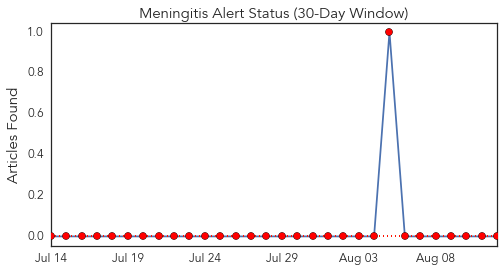 Meningitis Alert Status (30-Day Window)
Articles Found
1.0
0.8
0.6
0.4
0.2
0.0
Jul 14 Jul 19 Jul 24 Jul 29 Aug 03 Aug 08